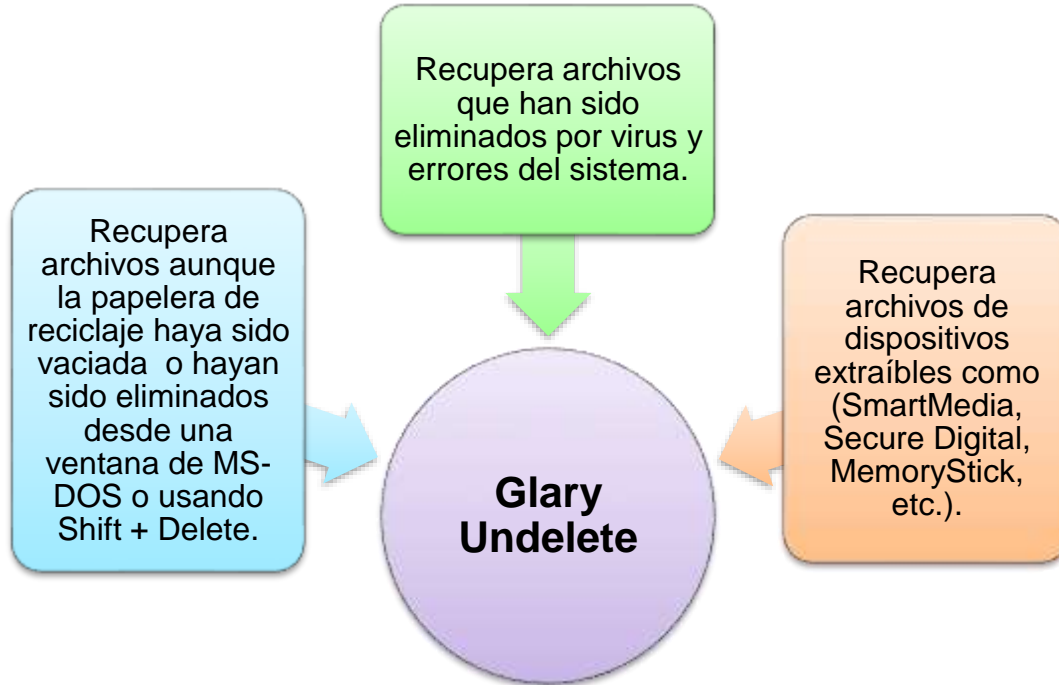 Recupera archivos
que han sido
eliminados por virus y
errores del sistema.
Recupera
archivos aunque
la papelera de
reciclaje haya sido
vaciada o hayan
sido eliminados
desde una
ventana de MS-
DOS o usando
Shift + Delete.
Recupera
archivos de
dispositivos
extraíbles como
(SmartMedia,
Secure Digital,
MemoryStick,
etc.).
Glary
Undelete